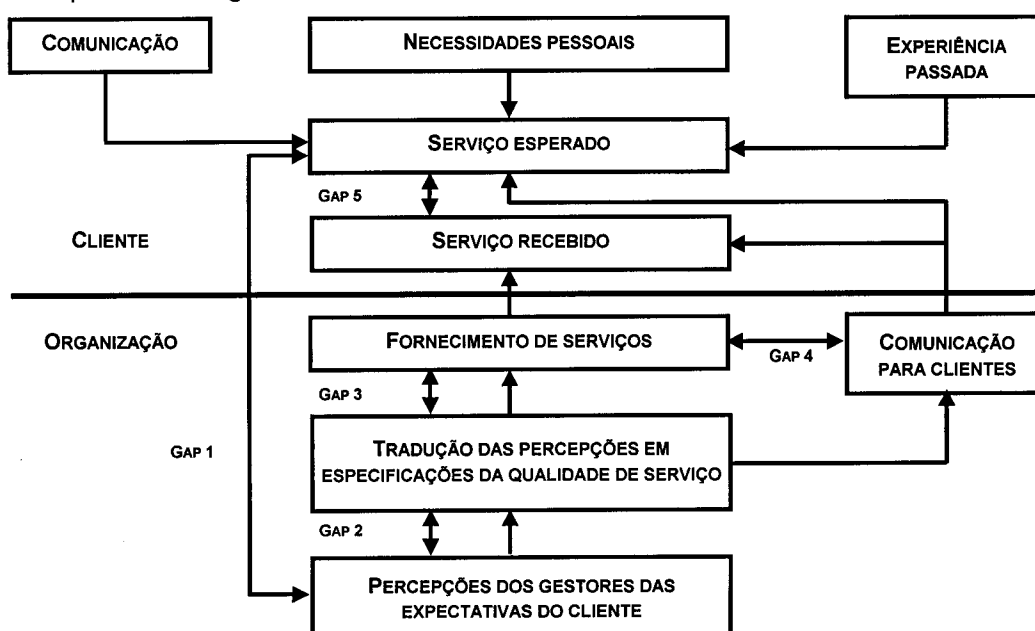 COMUNICAÇÃO
NECESSIDADES PESSOAIS
EXPERIÊNCIA
PASSADA
SERVIÇO ESPERADO
GAP 5
CLIENTE
SERVIÇO RECEBIDO
ORGANIZAÇÃO
FORNECIMENTO DE SERVIÇOS
GAP 4
COMUNICAÇÃO
PARA CLIENTES
GAP 3
GAP 1
TRADUÇÃO DAS PERCEPÇÕES EM
ESPECIFICAÇÕES DA QUALIDADE DE SERVIÇO
GAP 2
PERCEPÇÕES DOS GESTORES DAS
EXPECTATIVAS DO CLIENTE